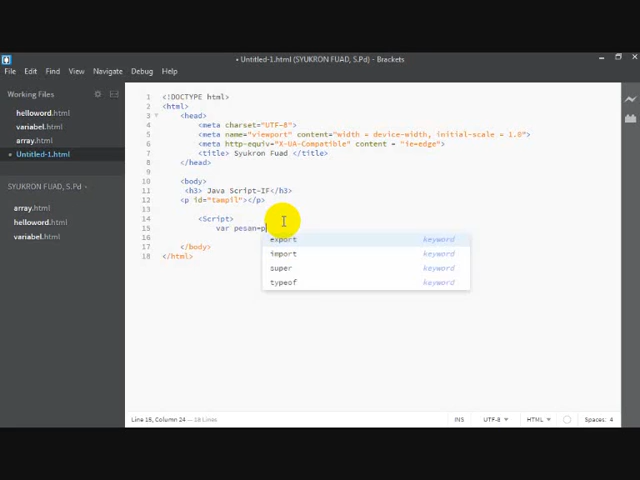 • Untitled-1.html (SYUKRON FUAD, S.Pd) - Brackets
File Edit Find View Navigate Debug Help
Working Files
helloword.html
variabel.html
array.html
• Untitled-1.html
SYUKRON FUAD, S.Pd
array.html
helloword.html
variabel.html
1 <!DOCTYPE html>
2 <html>
3 <head>
4 <meta charset="UTF-8">
5 <meta name="viewport" content="width = device-width, initial-scale = 1.0">
6 <meta http-equiv="X-UA-Compatible" content = "ie=edge">
7 <title> Syukron Fuad </title>
8 </head>
9
10 <body>
11 <h3> Java Script-IF</h3>
12 <p id="tampil"></p>
13
14 <Script>
15 var pesan=p
16
17 </body>
18 </html>
export keyword
import keyword
super keyword
typeof keyword
Line 15, Column 24 — 18 Lines
INS UTF-8 HTML Spaces: 4